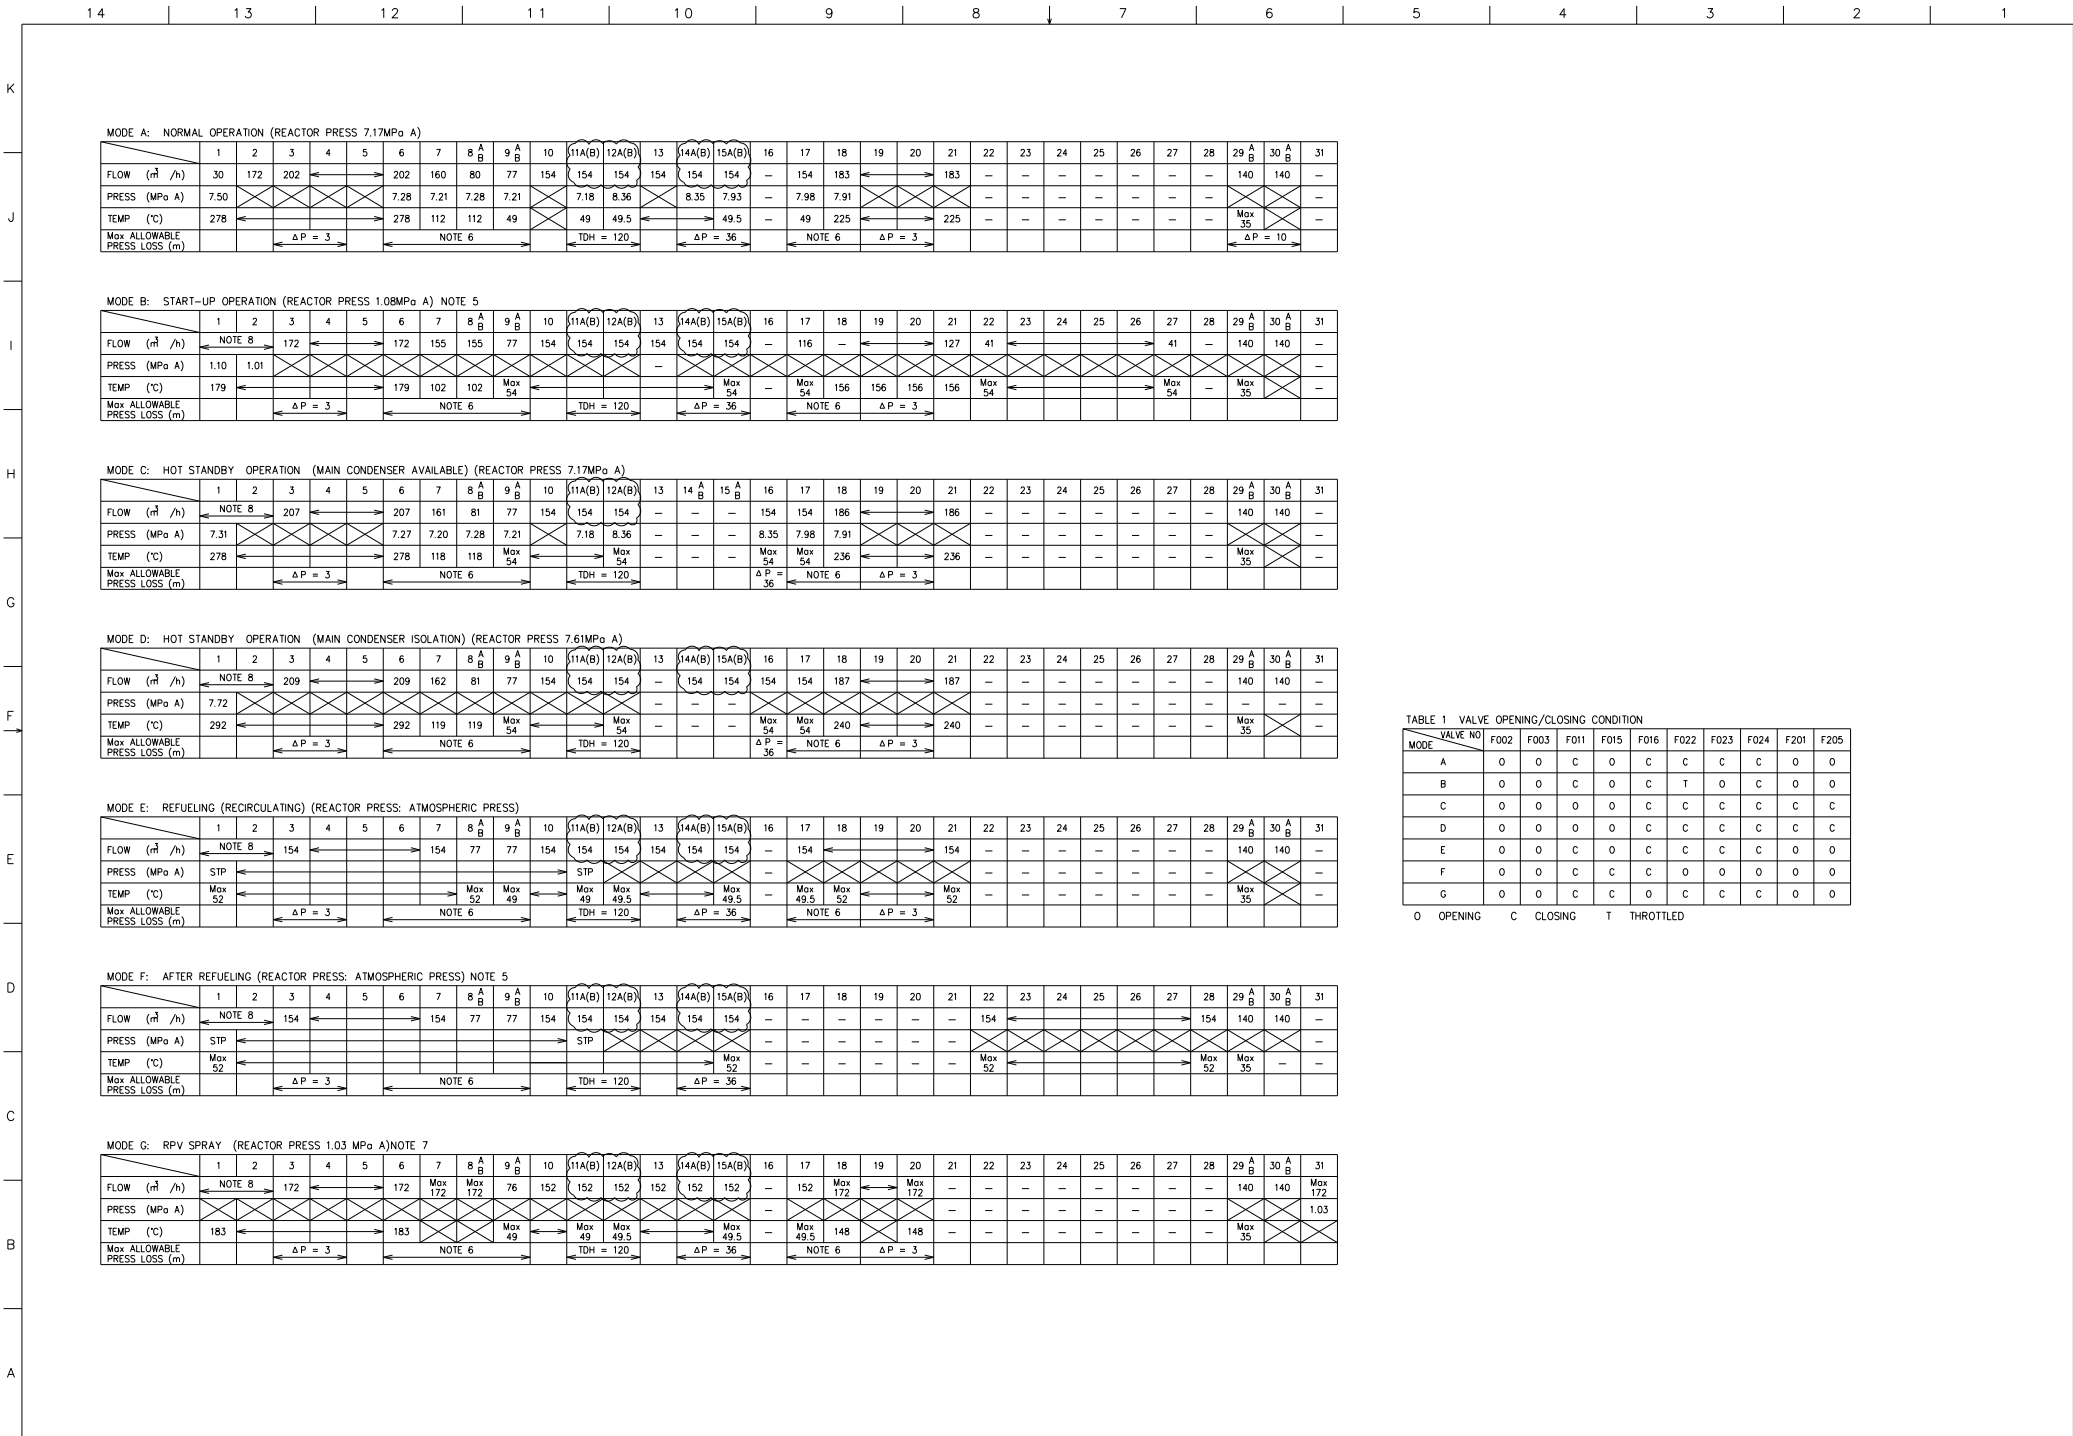 14 13 12 11 10 9 8 7 6 5 4 3 2 1
K
J
I
H
G
F
E
D
C
B
A
MODE A: NORMAL OPERATION (REACTOR PRESS 7.17MPa A)
1 2 3 4 5 6 7 8 A B 9 A B 10 11A(B) 12A(B) 13 14A(B) 15A(B) 16 17 18 19 20 21 22 23 24 25 26 27 28 29 A B 30 A B 31
FLOW (m³/h) 30 172 202 202 160 80 77 154 154 154 154 154 154 – 154 183 183 – – – – – – – 140 140 –
PRESS (MPa A) 7.50 7.28 7.21 7.28 7.21 7.18 8.36 8.35 7.93 – 7.98 7.91 – – – – – – – –
TEMP (°C) 278 278 112 112 49 49 49.5 49.5 – 49 225 225 – – – – – – – Max 35 –
Max ALLOWABLE PRESS LOSS (m) ΔP = 3 NOTE 6 TDH = 120 ΔP = 36 NOTE 6 ΔP = 3 ΔP = 10
MODE B: START-UP OPERATION (REACTOR PRESS 1.08MPa A) NOTE 5
1 2 3 4 5 6 7 8 A B 9 A B 10 11A(B) 12A(B) 13 14A(B) 15A(B) 16 17 18 19 20 21 22 23 24 25 26 27 28 29 A B 30 A B 31
FLOW (m³/h) NOTE 8 172 172 155 155 77 154 154 154 154 154 154 – 116 – 127 41 41 – 140 140 –
PRESS (MPa A) 1.10 1.01 – –
TEMP (°C) 179 179 102 102 Max 54 Max 54 – Max 54 156 156 156 156 Max 54 Max 54 – Max 35 –
Max ALLOWABLE PRESS LOSS (m) ΔP = 3 NOTE 6 TDH = 120 ΔP = 36 NOTE 6 ΔP = 3
MODE C: HOT STANDBY OPERATION (MAIN CONDENSER AVAILABLE) (REACTOR PRESS 7.17MPa A)
1 2 3 4 5 6 7 8 A B 9 A B 10 11A(B) 12A(B) 13 14 A B 15 A B 16 17 18 19 20 21 22 23 24 25 26 27 28 29 A B 30 A B 31
FLOW (m³/h) NOTE 8 207 207 161 81 77 154 154 154 – – – 154 154 186 186 – – – – – – – 140 140 –
PRESS (MPa A) 7.31 7.27 7.20 7.28 7.21 7.18 8.36 – – – 8.35 7.98 7.91 – – – – – – – –
TEMP (°C) 278 278 118 118 Max 54 Max 54 – – – Max 54 Max 54 236 236 – – – – – – – Max 35 –
Max ALLOWABLE PRESS LOSS (m) ΔP = 3 NOTE 6 TDH = 120 ΔP = 36 NOTE 6 ΔP = 3
MODE D: HOT STANDBY OPERATION (MAIN CONDENSER ISOLATION) (REACTOR PRESS 7.61MPa A)
1 2 3 4 5 6 7 8 A B 9 A B 10 11A(B) 12A(B) 13 14A(B) 15A(B) 16 17 18 19 20 21 22 23 24 25 26 27 28 29 A B 30 A B 31
FLOW (m³/h) NOTE 8 209 209 162 81 77 154 154 154 – 154 154 154 154 187 187 – – – – – – – 140 140 –
PRESS (MPa A) 7.72 – – – – – – – – – – – – –
TEMP (°C) 292 292 119 119 Max 54 Max 54 – – – Max 54 Max 54 240 240 – – – – – – – Max 35 –
Max ALLOWABLE PRESS LOSS (m) ΔP = 3 NOTE 6 TDH = 120 ΔP = 36 NOTE 6 ΔP = 3
MODE E: REFUELING (RECIRCULATING) (REACTOR PRESS: ATMOSPHERIC PRESS)
1 2 3 4 5 6 7 8 A B 9 A B 10 11A(B) 12A(B) 13 14A(B) 15A(B) 16 17 18 19 20 21 22 23 24 25 26 27 28 29 A B 30 A B 31
FLOW (m³/h) NOTE 8 154 154 77 77 154 154 154 154 154 154 – 154 154 – – – – – – – 140 140 –
PRESS (MPa A) STP STP – – – – – – – – –
TEMP (°C) Max 52 Max 52 Max 49 Max 49 Max 49.5 Max 49.5 – Max 49.5 Max 52 Max 52 – – – – – – – Max 35 –
Max ALLOWABLE PRESS LOSS (m) ΔP = 3 NOTE 6 TDH = 120 ΔP = 36 NOTE 6 ΔP = 3
MODE F: AFTER REFUELING (REACTOR PRESS: ATMOSPHERIC PRESS) NOTE 5
1 2 3 4 5 6 7 8 A B 9 A B 10 11A(B) 12A(B) 13 14A(B) 15A(B) 16 17 18 19 20 21 22 23 24 25 26 27 28 29 A B 30 A B 31
FLOW (m³/h) NOTE 8 154 154 77 77 154 154 154 154 154 154 – – – – – – 154 154 140 140 –
PRESS (MPa A) STP STP – – – – – – –
TEMP (°C) Max 52 Max 52 – – – – – – Max 52 Max 52 Max 35 – –
Max ALLOWABLE PRESS LOSS (m) ΔP = 3 NOTE 6 TDH = 120 ΔP = 36
MODE G: RPV SPRAY (REACTOR PRESS 1.03 MPa A)NOTE 7
1 2 3 4 5 6 7 8 A B 9 A B 10 11A(B) 12A(B) 13 14A(B) 15A(B) 16 17 18 19 20 21 22 23 24 25 26 27 28 29 A B 30 A B 31
FLOW (m³/h) NOTE 8 172 172 Max 172 Max 172 76 152 152 152 152 152 152 – 152 Max 172 Max 172 – – – – – – – – 140 140 Max 172
PRESS (MPa A) – – – – – – – – – 1.03
TEMP (°C) 183 183 Max 49 Max 49 Max 49.5 Max 49.5 – Max 49.5 148 148 – – – – – – – – Max 35
Max ALLOWABLE PRESS LOSS (m) ΔP = 3 NOTE 6 TDH = 120 ΔP = 36 NOTE 6 ΔP = 3
TABLE 1 VALVE OPENING/CLOSING CONDITION
MODE VALVE NO F002 F003 F011 F015 F016 F022 F023 F024 F201 F205
A O O C O C C C C O O
B O O C O C T O C O O
C O O O O C C C C C C
D O O O O C C C C C C
E O O C O C C C C O O
F O O C C C O O O O O
G O O C C O C C C O O
O OPENING C CLOSING T THROTTLED